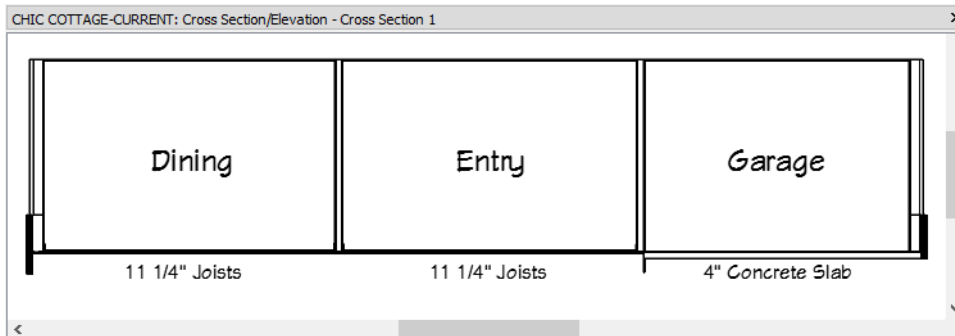 CHIC COTTAGE-CURRENT: Cross Section/Elevation - Cross Section 1
Dining
Entry
Garage
11 1/4" Joists
11 1/4" Joists
4" Concrete Slab